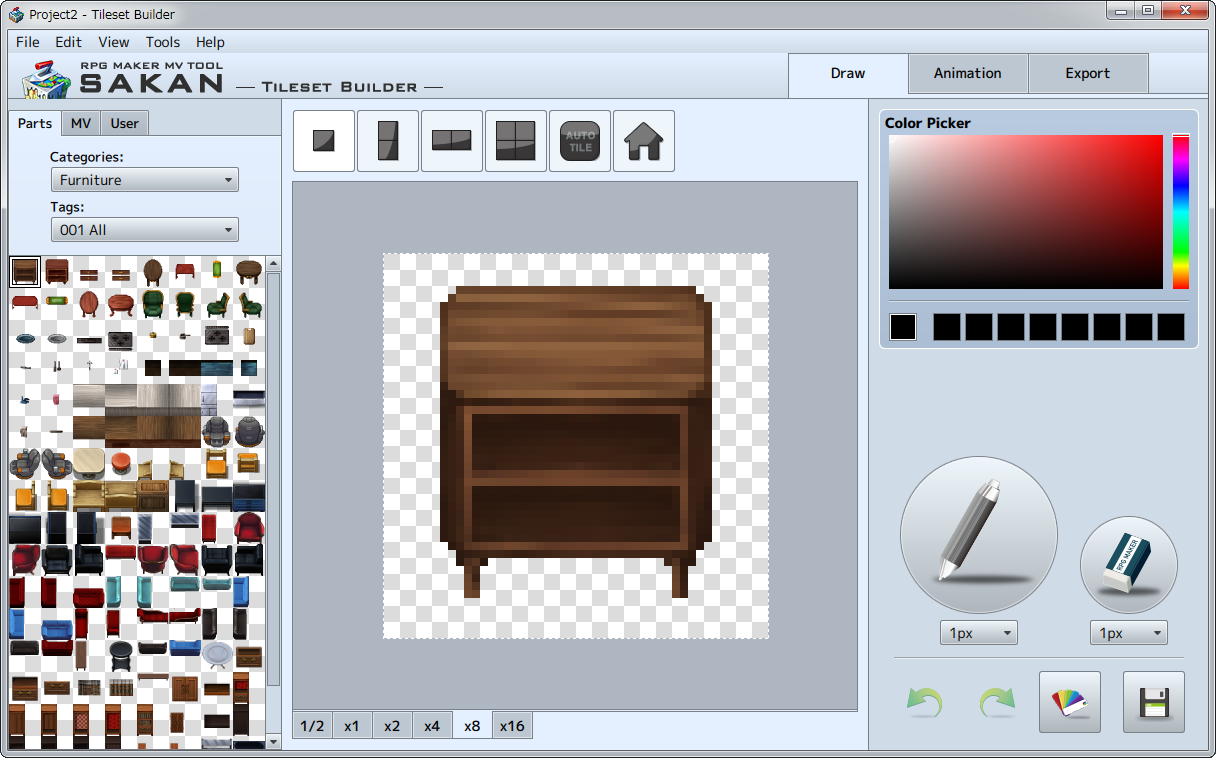 Project2 - Tileset Builder
File Edit View Tools Help
RPG MAKER MV TOOL
SAKAN — TILESET BUILDER —
Draw Animation Export
Parts MV User
Categories:
Furniture
Tags:
001 All
AUTO
TILE
Color Picker
RPG MAKER
1px 1px
1/2 x1 x2 x4 x8 x16